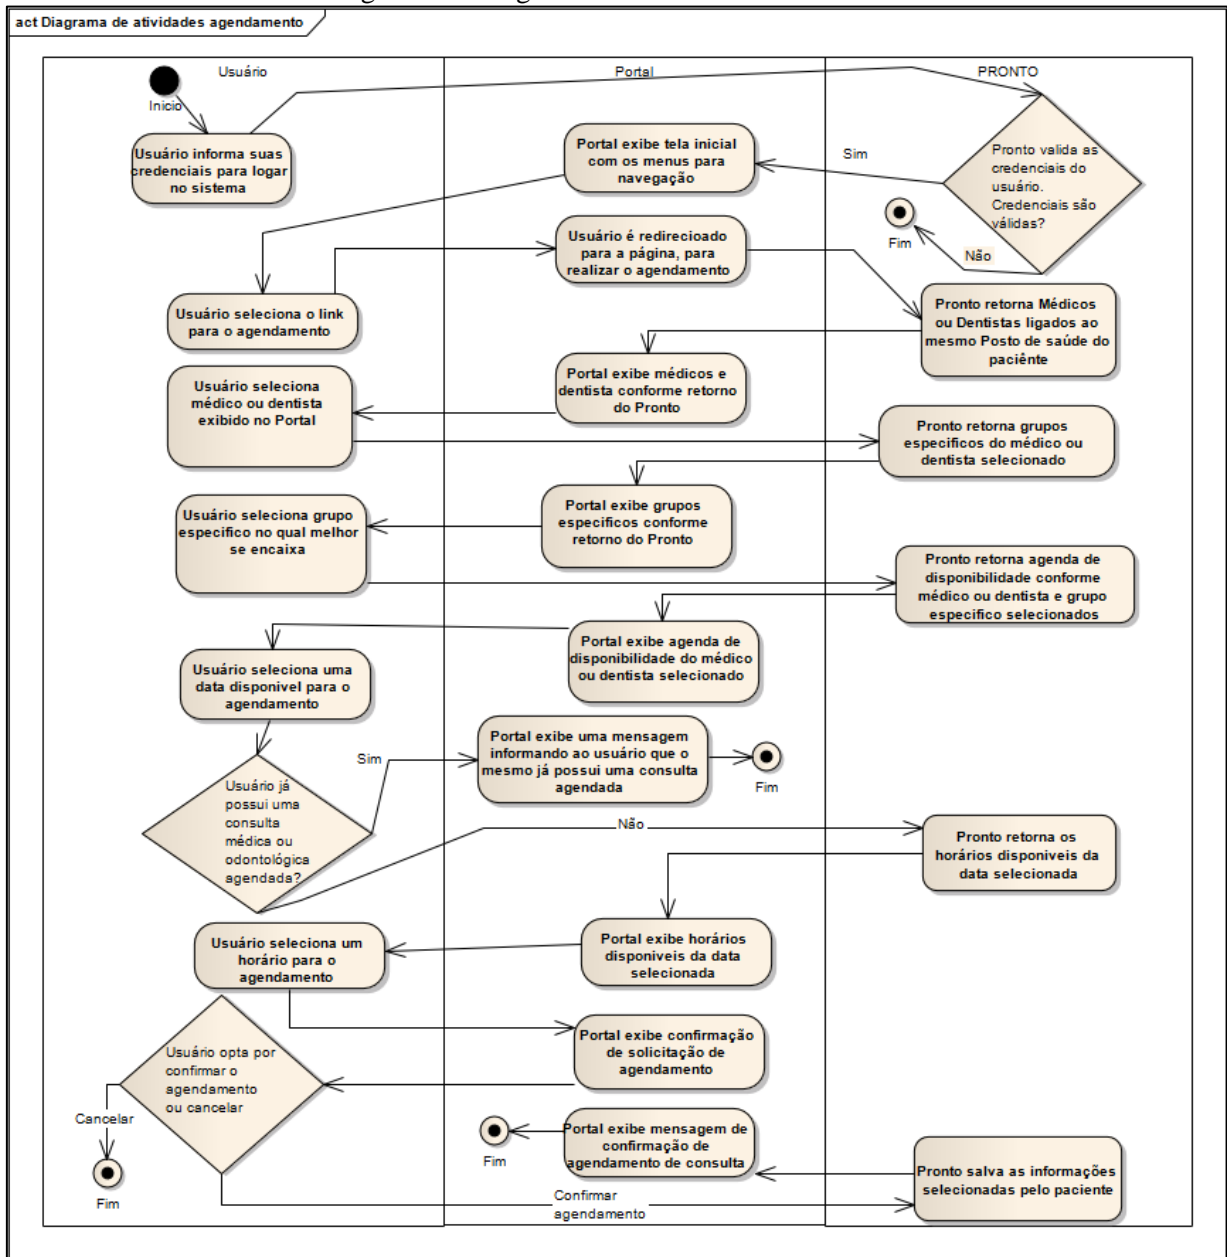 act Diagrama de atividades agendamento
Usuário
Portal
PRONTO
Inicio
Usuário informa suas
credenciais para logar
no sistema
Portal exibe tela inicial
com os menus para
navegação
Sim
Pronto valida as
credenciais do
usuário.
Credenciais são
válidas?
Fim
Não
Usuário é redirecioado
para a página, para
realizar o agendamento
Usuário seleciona o link
para o agendamento
Pronto retorna Médicos
ou Dentistas ligados ao
mesmo Posto de saúde do
paciênte
Portal exibe médicos e
dentista conforme retorno
do Pronto
Usuário seleciona
médico ou dentista
exibido no Portal
Pronto retorna grupos
especificos do médico ou
dentista selecionado
Portal exibe grupos
especificos conforme
retorno do Pronto
Usuário seleciona grupo
especifico no qual melhor
se encaixa
Pronto retorna agenda de
disponibilidade conforme
médico ou dentista e grupo
especifico selecionados
Portal exibe agenda de
disponibilidade do médico
ou dentista selecionado
Usuário seleciona uma
data disponivel para o
agendamento
Portal exibe uma mensagem
informando ao usuário que o
mesmo já possui uma consulta
agendada
Sim
Fim
Usuário já
possui uma
consulta
médica ou
odontológica
agendada?
Não
Pronto retorna os
horários disponiveis da
data selecionada
Portal exibe horários
disponiveis da data
selecionada
Usuário seleciona um
horário para o
agendamento
Portal exibe confirmação
de solicitação de
agendamento
Usuário opta por
confirmar o
agendamento
ou cancelar
Cancelar
Fim
Portal exibe mensagem de
confirmação de
agendamento de consulta
Fim
Pronto salva as informações
selecionadas pelo paciente
Confirmar
agendamento